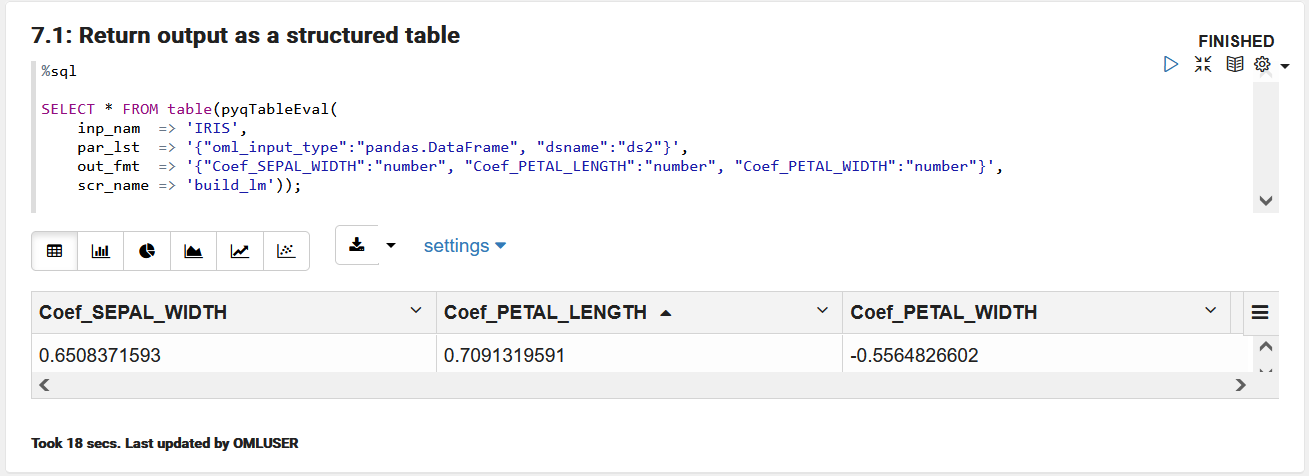 7.1: Return output as a structured table
FINISHED
%sql
SELECT * FROM table(pyqTableEval(
inp_nam => 'IRIS',
par_lst => '{"oml_input_type":"pandas.DataFrame", "dsname":"ds2"}',
out_fmt => '{"Coef_SEPAL_WIDTH":"number", "Coef_PETAL_LENGTH":"number", "Coef_PETAL_WIDTH":"number"}',
scr_name => 'build_lm'));
settings
Coef_SEPAL_WIDTH Coef_PETAL_LENGTH Coef_PETAL_WIDTH
0.6508371593 0.7091319591 -0.5564826602
Took 18 secs. Last updated by OMLUSER